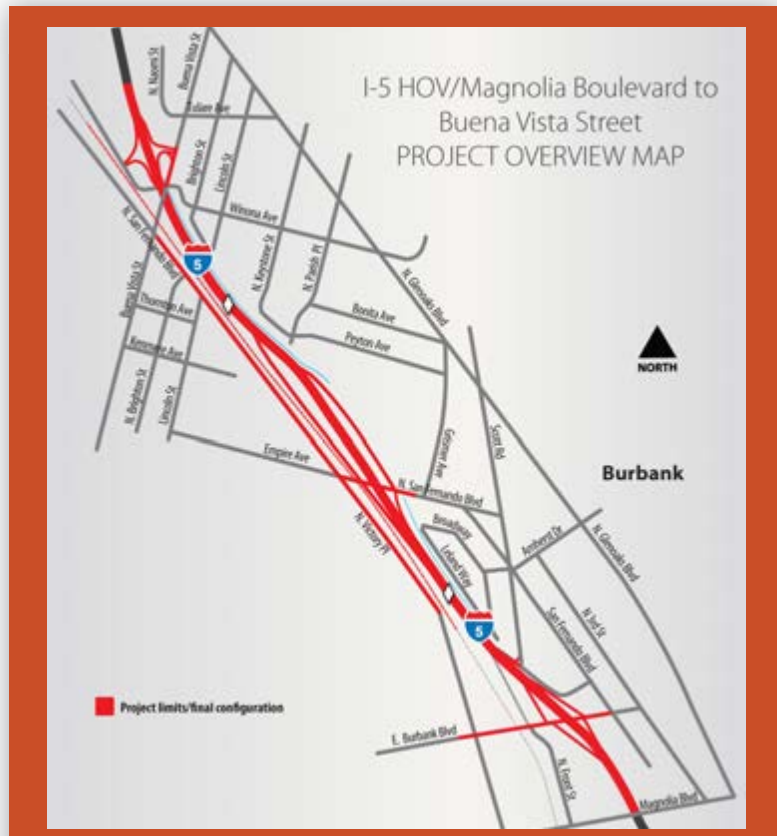 I-5 HOV/Magnolia Boulevard to
Buena Vista Street
PROJECT OVERVIEW MAP
N. Naomi St
Buena Vista St
Tulare Ave
Brighton St
Lincoln St
Winona Ave
N. Keystone St
N. Parish Pl
N. San Fernando Blvd
5
N. Glenoaks Blvd
Buena Vista St
Thornton Ave
Bonita Ave
Peyton Ave
Kenmere Ave
N. Brighton St
Lincoln St
NORTH
Empire Ave
Scott Rd
N. San Fernando Blvd
Burbank
N. Victory Pl
Broadway
Leland Way
Amherst Dr
N. Glenoaks Blvd
5
San Fernando Blvd
N 3rd St
Project limits/final configuration
E. Burbank Blvd
N. Front St
Magnolia Blvd